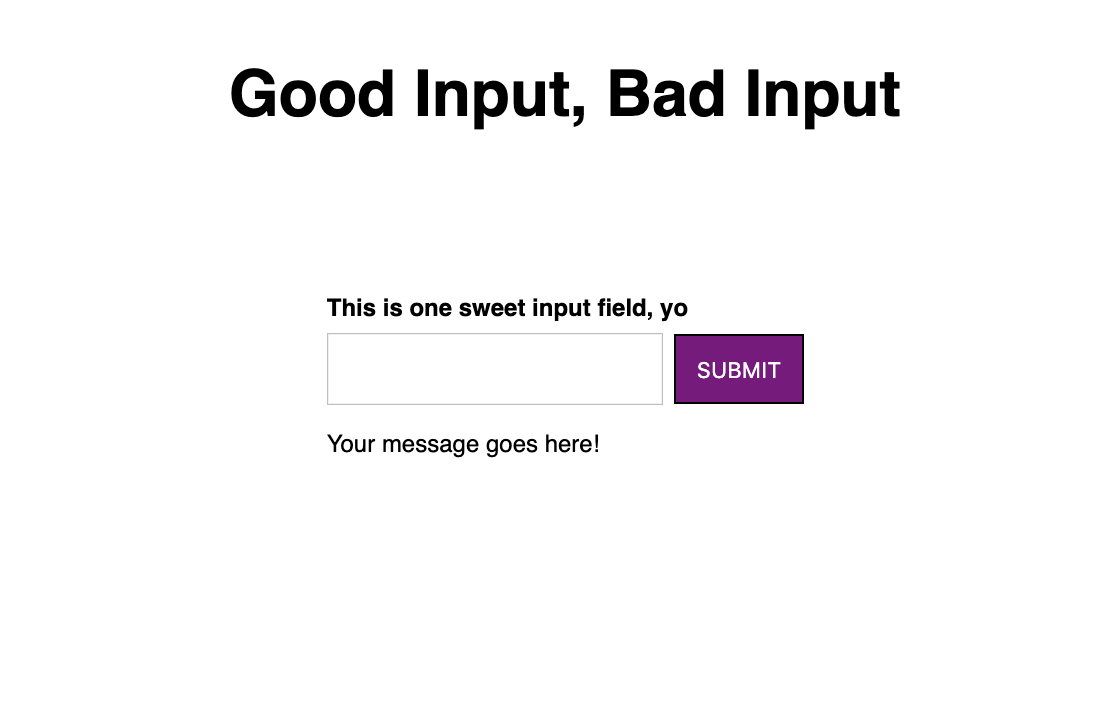 Good Input, Bad Input
This is one sweet input field, yo
SUBMIT
Your message goes here!